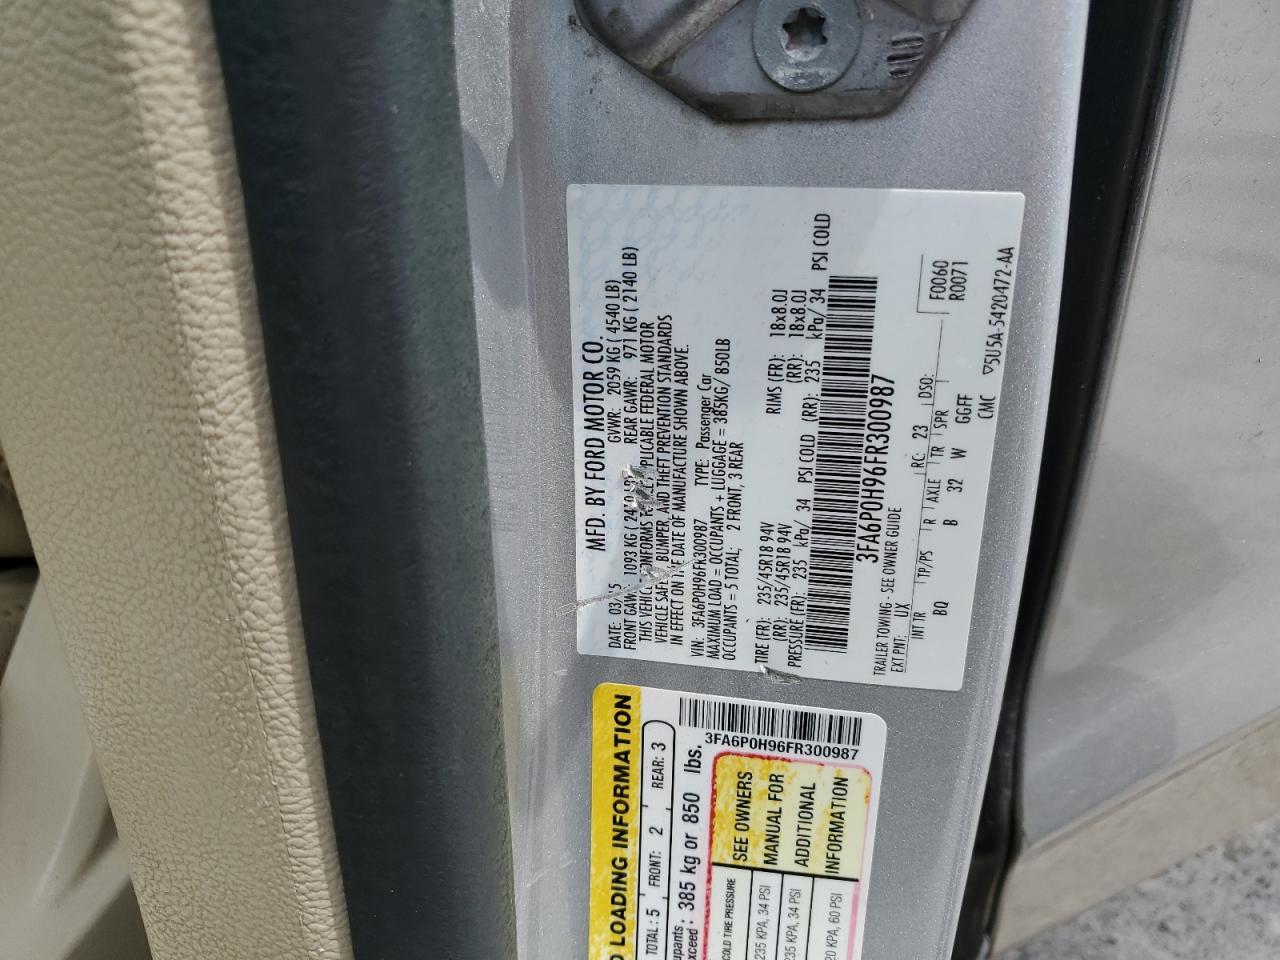 MFD. BY FORD MOTOR CO.
DATE: 03/15 GVWR: 2059 KG ( 4540 LB)
FRONT GAWR: 1093 KG ( REAR GAWR: 971 KG ( 2140 LB)
THIS VEHICLE CONFORMS TO ALL APPLICABLE FEDERAL MOTOR
VEHICLE SAFETY, BUMPER, AND THEFT PREVENTION STANDARDS
IN EFFECT ON THE DATE OF MANUFACTURE SHOWN ABOVE.
VIN: 3FA6P0H96FR300987 TYPE: Passenger Car
MAXIMUM LOAD = OCCUPANTS + LUGGAGE = 385KG/ 850LB
OCCUPANTS = 5 TOTAL; 2 FRONT, 3 REAR
TIRE (FR): 235/45R18 94V RIMS (FR): 18x8.0J
(RR): 235/45R18 94V (RR): 18x8.0J
PRESSURE (FR): 235 kPa/ 34 PSI COLD (RR): 235 kPa/ 34 PSI COLD
3FA6P0H96FR300987
TRAILER TOWING - SEE OWNER GUIDE
EXT PNT: UX RC: 23 DSO: F0060
R0071
INT TR TP/PS R AXLE TR SPR
BQ B 32 W GGFF
CMC ▽5U5A-5420472-AA
LOADING INFORMATION
TOTAL: 5 FRONT: 2 REAR: 3
385 kg or 850 lbs.
3FA6P0H96FR300987
COLD TIRE PRESSURE
235 KPA, 34 PSI
235 KPA, 34 PSI
KPA, 60 PSI
SEE OWNERS
MANUAL FOR
ADDITIONAL
INFORMATION